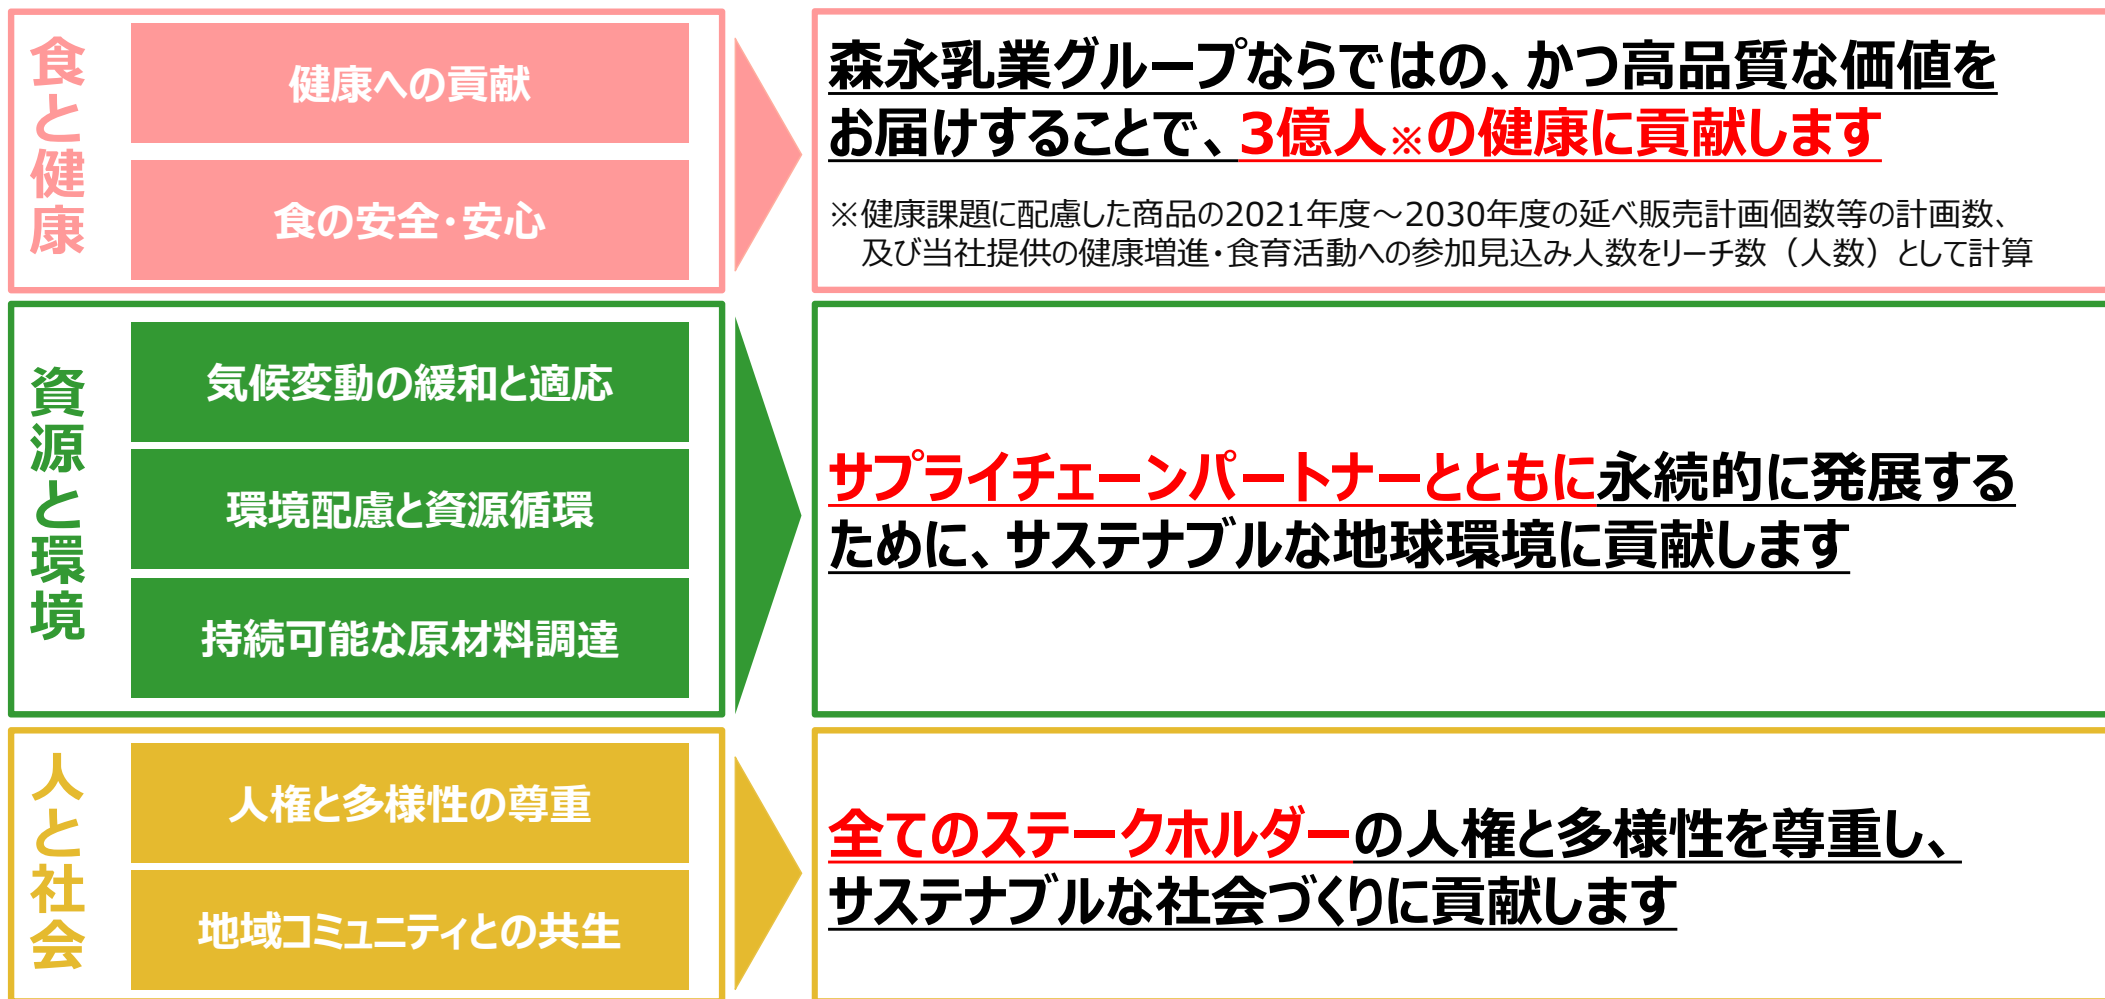 食と健康
健康への貢献
食の安全・安心
森永乳業グループならではの、かつ高品質な価値を
お届けすることで、3億人※の健康に貢献します
※健康課題に配慮した商品の2021年度～2030年度の延べ販売計画個数等の計画数、
及び当社提供の健康増進・食育活動への参加見込み人数をリーチ数（人数）として計算
資源と環境
気候変動の緩和と適応
環境配慮と資源循環
持続可能な原材料調達
サプライチェーンパートナーとともに永続的に発展する
ために、サステナブルな地球環境に貢献します
人と社会
人権と多様性の尊重
地域コミュニティとの共生
全てのステークホルダーの人権と多様性を尊重し、
サステナブルな社会づくりに貢献します